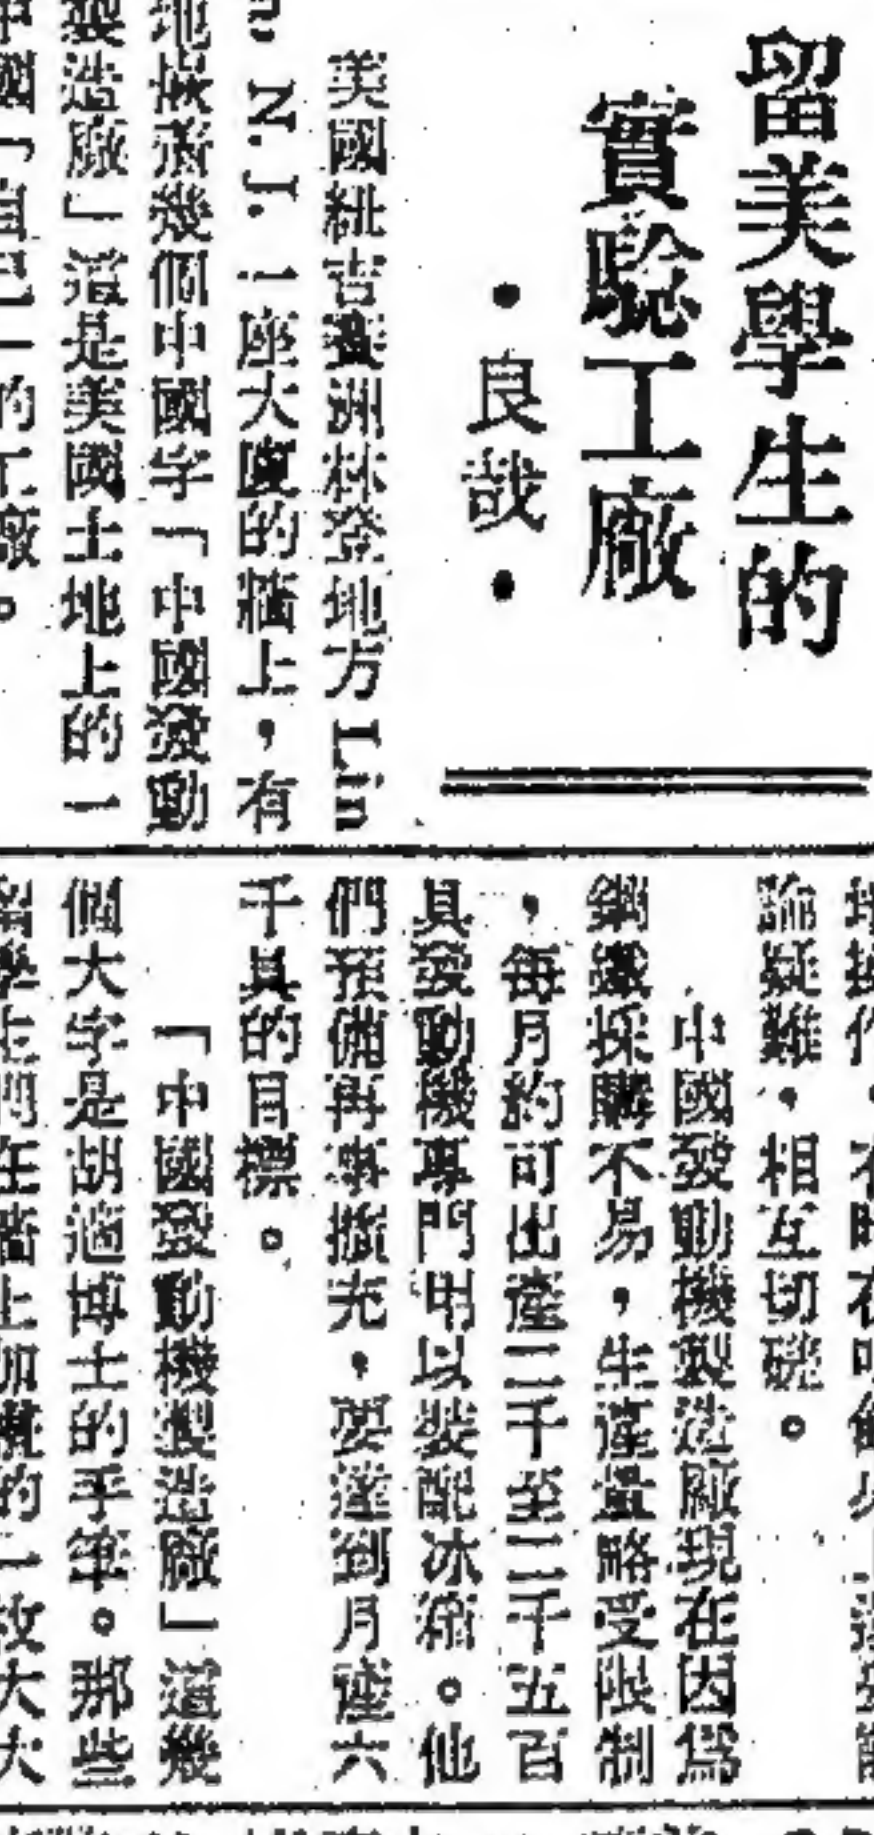 留美學生的
實驗工廠
・良哉・
美國紐吉賽洲林登地方 Lin
N. J. 一座大廈的牆上，有
地嵌着幾個中國字「中國發動
製造廠」這是美國土地上的一
中國「自己」的工廠。
論疑難，相互切磋。
中國發動機製造廠現在因爲
鋼鐵採購不易，生產量略受限制
，每月約可出產二千至二千五百
具發動機專門用以裝配冰箱。他
們預備再事擴充，要達到月產六
千具的目標。
「中國發動機製造廠」這幾
個大字是胡適博士的手筆。那些
留學生們在牆上加襯的一枚大大